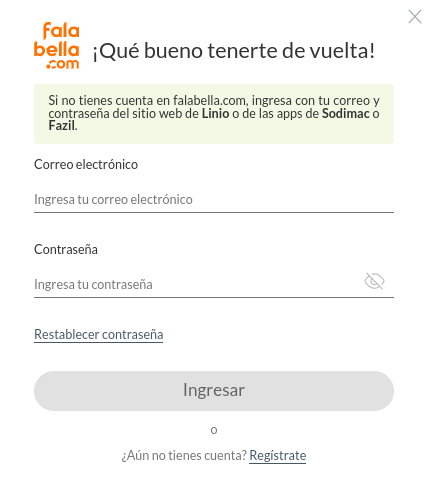 fala
bella
.com
¡Qué bueno tenerte de vuelta!
Si no tienes cuenta en falabella.com, ingresa con tu correo y
contraseña del sitio web de Linio o de las apps de Sodimac o
Fazil.
Correo electrónico
Ingresa tu correo electrónico
Contraseña
Ingresa tu contraseña
Restablecer contraseña
Ingresar
o
¿Aún no tienes cuenta? Regístrate